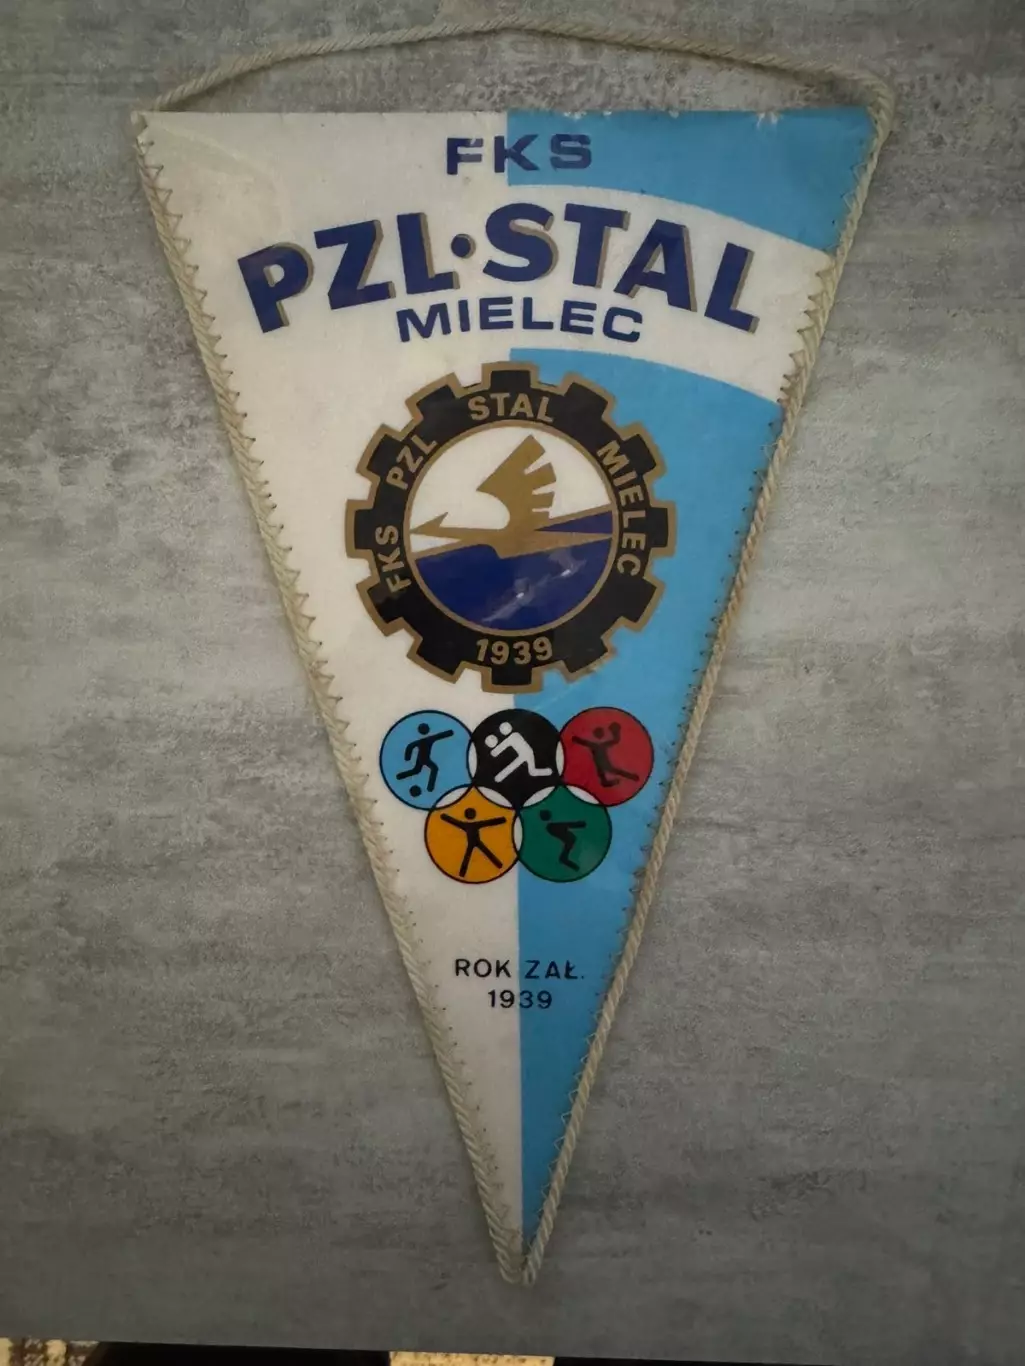 FKS
PZL·STAL
MIELEC
FKS PZL STAL MIELEC
1939
ROK ZAŁ.
1939